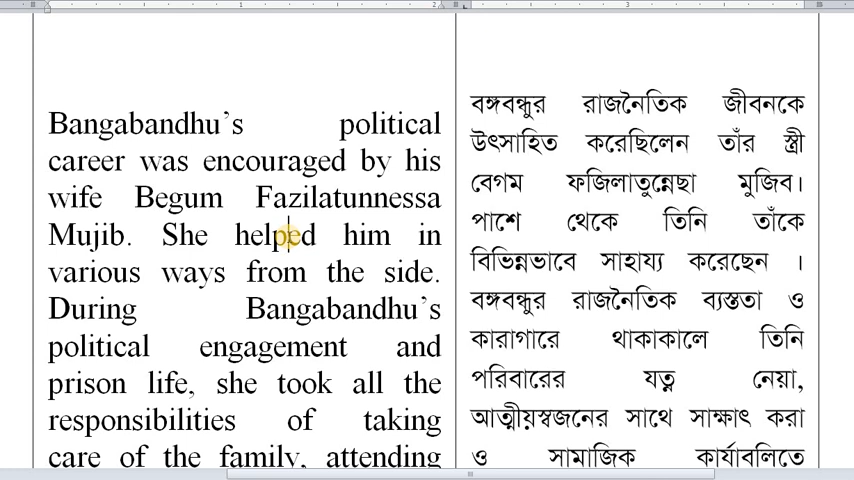 Bangabandhu’s political
career was encouraged by his
wife Begum Fazilatunnessa
Mujib. She helped him in
various ways from the side.
During Bangabandhu’s
political engagement and
prison life, she took all the
responsibilities of taking
care of the family, attending
বঙ্গবন্ধুর রাজনৈতিক জীবনকে
উৎসাহিত করেছিলেন তাঁর স্ত্রী
বেগম ফজিলাতুন্নেছা মুজিব।
পাশে থেকে তিনি তাঁকে
বিভিন্নভাবে সাহায্য করেছেন ।
বঙ্গবন্ধুর রাজনৈতিক ব্যস্ততা ও
কারাগারে থাকাকালে তিনি
পরিবারের যত্ন নেয়া,
আত্মীয়স্বজনের সাথে সাক্ষাৎ করা
ও সামাজিক কার্যাবলিতে